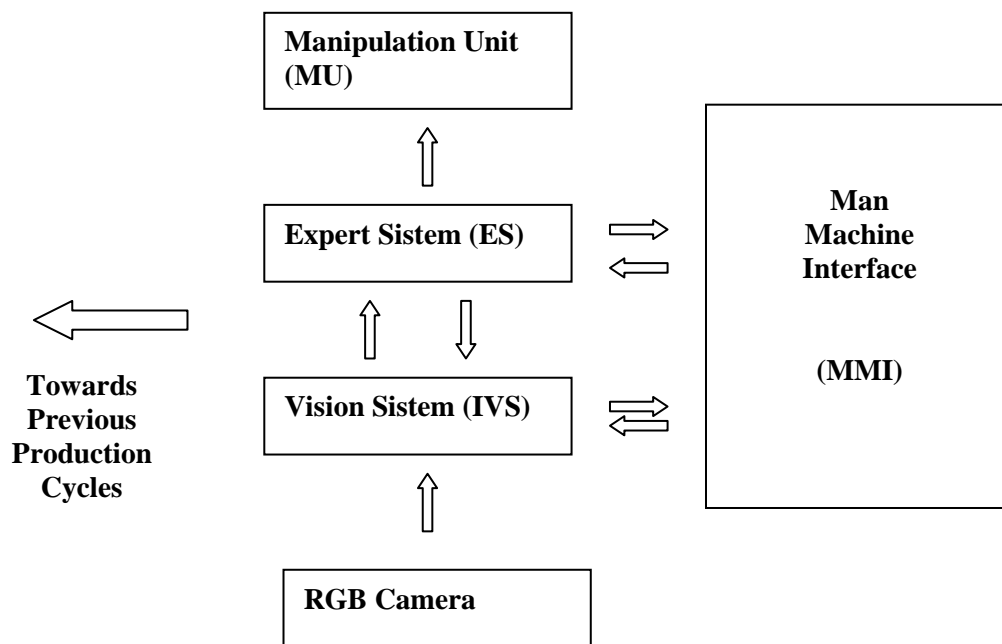 Manipulation Unit
(MU)
Expert Sistem (ES)
Man
Machine
Interface
(MMI)
Towards
Previous
Production
Cycles
Vision Sistem (IVS)
RGB Camera